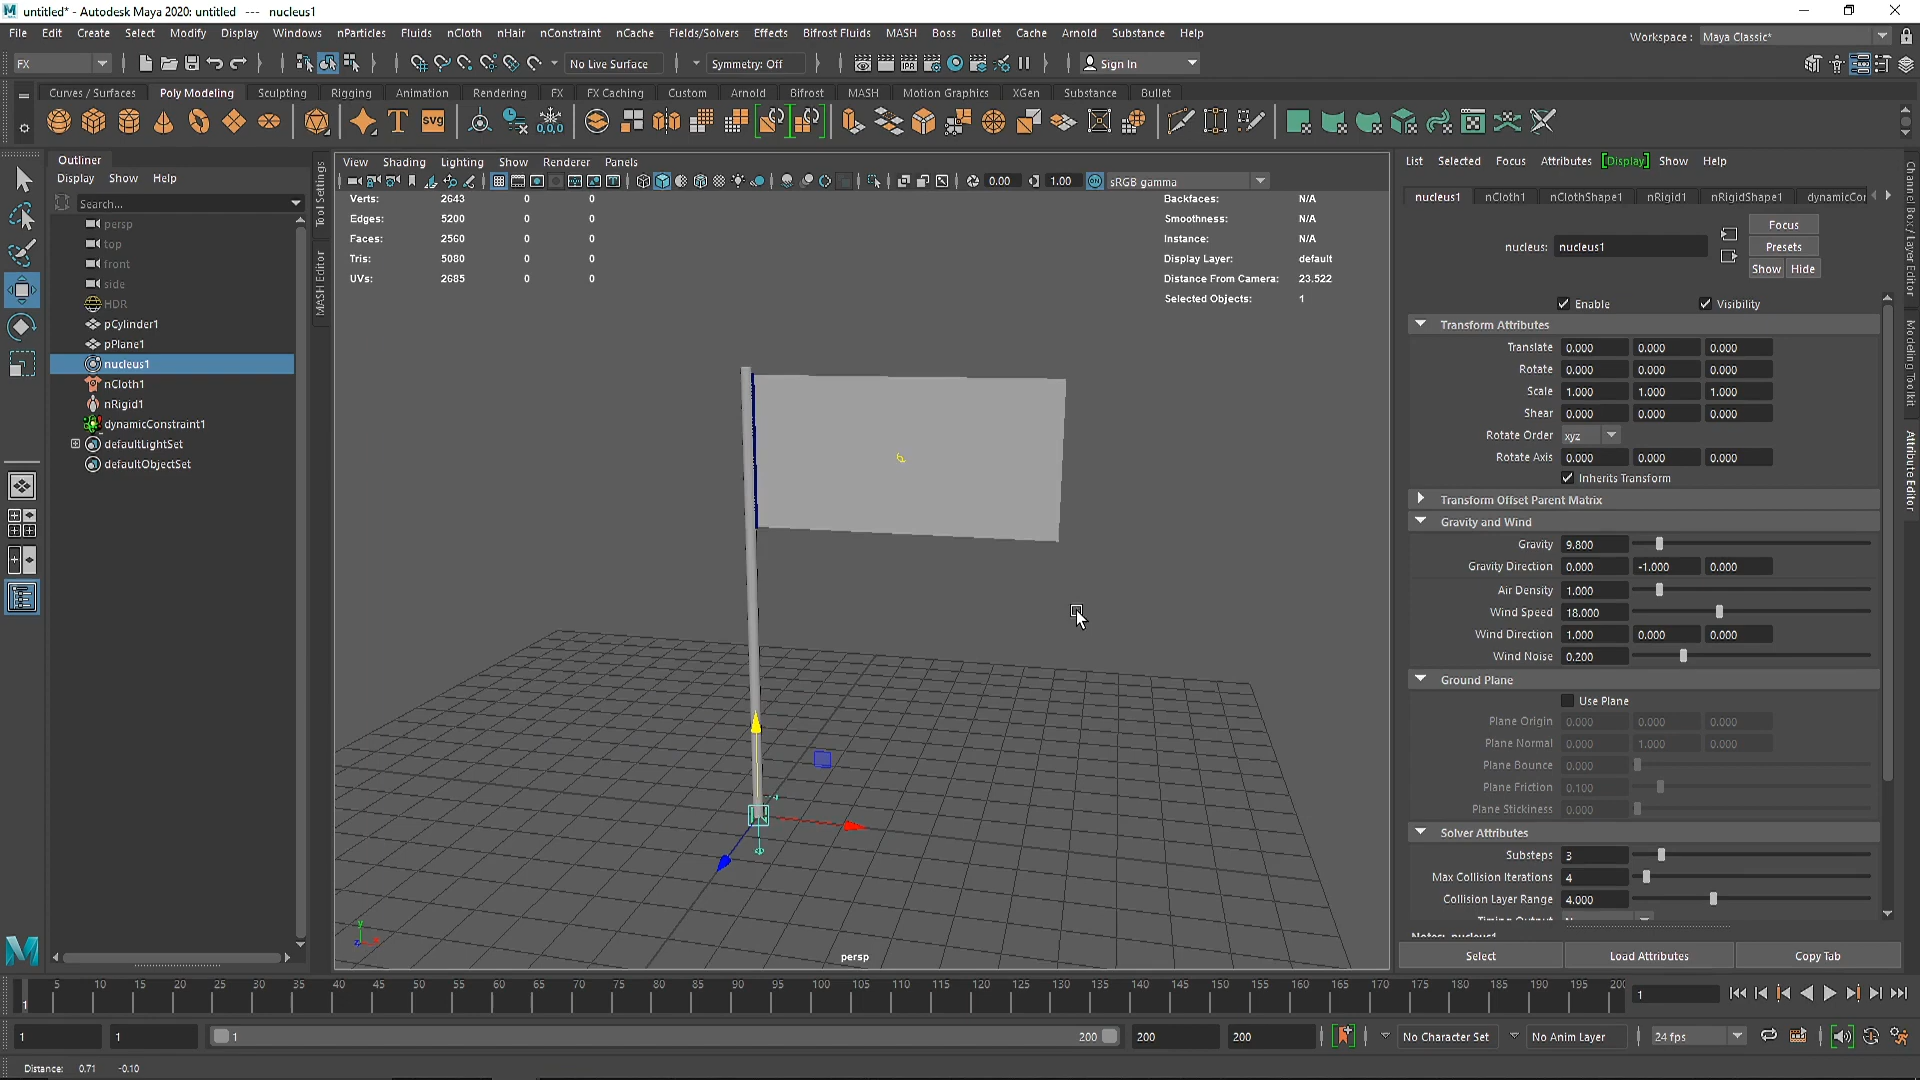 untitled* - Autodesk Maya 2020: untitled --- nucleus1
File Edit Create Select Modify Display Windows nParticles Fluids nCloth nHair nConstraint nCache Fields/Solvers Effects Bifrost Fluids MASH Boss Bullet Cache Arnold Substance Help
Workspace : Maya Classic*
FX No Live Surface Symmetry: Off Sign In
Curves / Surfaces Poly Modeling Sculpting Rigging Animation Rendering FX FX Caching Custom Arnold Bifrost MASH Motion Graphics XGen Substance Bullet
T SVG 0,0,0
Outliner
Display Show Help
Search...
persp
top
front
side
HDR
pCylinder1
pPlane1
nucleus1
nCloth1
nRigid1
dynamicConstraint1
defaultLightSet
defaultObjectSet
Tool Settings
MASH Editor
View Shading Lighting Show Renderer Panels
0.00 1.00 sRGB gamma
Verts: 2643 0 0
Edges: 5200 0 0
Faces: 2560 0 0
Tris: 5080 0 0
UVs: 2685 0 0
Backfaces: N/A
Smoothness: N/A
Instance: N/A
Display Layer: default
Distance From Camera: 23.522
Selected Objects: 1
persp
List Selected Focus Attributes [Display] Show Help
nucleus1 nCloth1 nClothShape1 nRigid1 nRigidShape1 dynamicCor
nucleus: nucleus1
Focus
Presets
Show Hide
Enable Visibility
Transform Attributes
Translate 0.000 0.000 0.000
Rotate 0.000 0.000 0.000
Scale 1.000 1.000 1.000
Shear 0.000 0.000 0.000
Rotate Order xyz
Rotate Axis 0.000 0.000 0.000
Inherits Transform
Transform Offset Parent Matrix
Gravity and Wind
Gravity 9.800
Gravity Direction 0.000 -1.000 0.000
Air Density 1.000
Wind Speed 18.000
Wind Direction 1.000 0.000 0.000
Wind Noise 0.200
Ground Plane
Use Plane
Plane Origin 0.000 0.000 0.000
Plane Normal 0.000 1.000 0.000
Plane Bounce 0.000
Plane Friction 0.100
Plane Stickiness 0.000
Solver Attributes
Substeps 3
Max Collision Iterations 4
Collision Layer Range 4.000
Select Load Attributes Copy Tab
Channel Box / Layer Editor
Modeling Toolkit
Attribute Editor
5 10 15 20 25 30 35 40 45 50 55 60 65 70 75 80 85 90 95 100 105 110 115 120 125 130 135 140 145 150 155 160 165 170 175 180 185 190 195 200
1 1
1 1 1 200 200 200 No Character Set No Anim Layer 24 fps
Distance: 0.71 -0.10